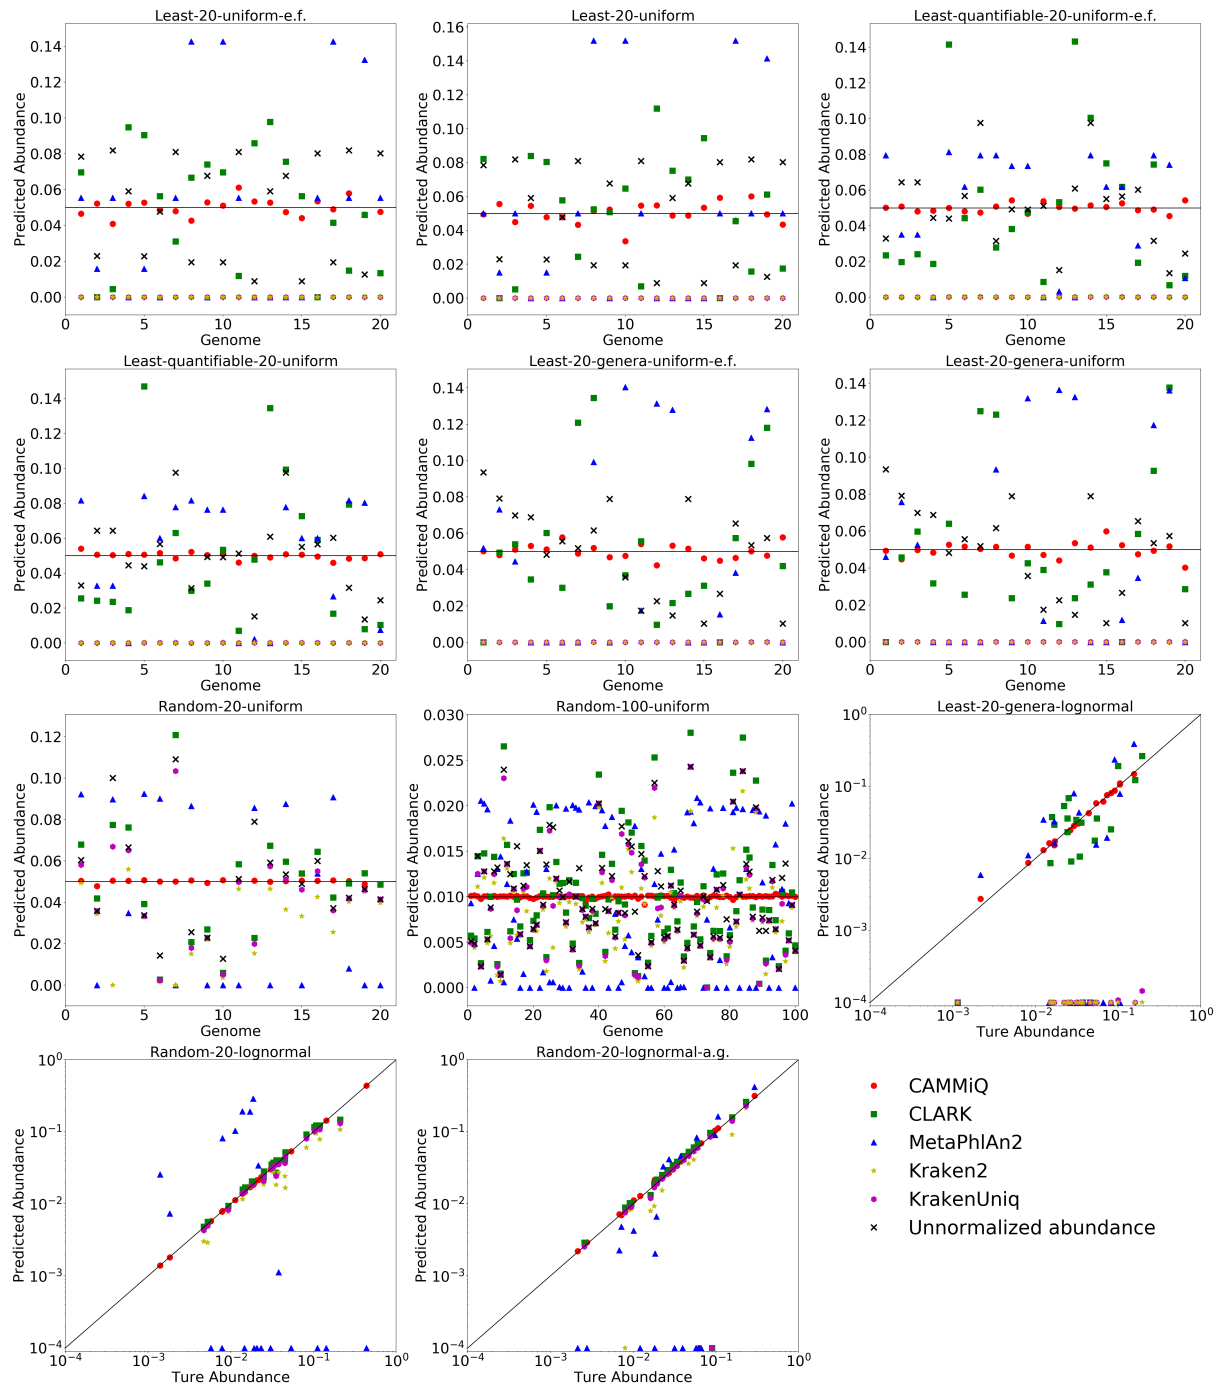 Least-20-uniform-e.f.
Predicted Abundance
0.14
0.12
0.10
0.08
0.06
0.04
0.02
0.00
0 5 10 15 20
Genome
Least-20-uniform
Predicted Abundance
0.16
0.14
0.12
0.10
0.08
0.06
0.04
0.02
0.00
0 5 10 15 20
Genome
Least-quantifiable-20-uniform-e.f.
Predicted Abundance
0.14
0.12
0.10
0.08
0.06
0.04
0.02
0.00
0 5 10 15 20
Genome
Least-quantifiable-20-uniform
Predicted Abundance
0.14
0.12
0.10
0.08
0.06
0.04
0.02
0.00
0 5 10 15 20
Genome
Least-20-genera-uniform-e.f.
Predicted Abundance
0.14
0.12
0.10
0.08
0.06
0.04
0.02
0.00
0 5 10 15 20
Genome
Least-20-genera-uniform
Predicted Abundance
0.14
0.12
0.10
0.08
0.06
0.04
0.02
0.00
0 5 10 15 20
Genome
Random-20-uniform
Predicted Abundance
0.12
0.10
0.08
0.06
0.04
0.02
0.00
0 5 10 15 20
Genome
Random-100-uniform
Predicted Abundance
0.030
0.025
0.020
0.015
0.010
0.005
0.000
0 20 40 60 80 100
Genome
Least-20-genera-lognormal
Predicted Abundance
10⁰
10⁻¹
10⁻²
10⁻³
10⁻⁴
10⁻⁴ 10⁻³ 10⁻² 10⁻¹ 10⁰
Ture Abundance
Random-20-lognormal
Predicted Abundance
10⁰
10⁻¹
10⁻²
10⁻³
10⁻⁴
10⁻⁴ 10⁻³ 10⁻² 10⁻¹ 10⁰
Ture Abundance
Random-20-lognormal-a.g.
Predicted Abundance
10⁰
10⁻¹
10⁻²
10⁻³
10⁻⁴
10⁻⁴ 10⁻³ 10⁻² 10⁻¹ 10⁰
Ture Abundance
CAMMiQ
CLARK
MetaPhlAn2
Kraken2
KrakenUniq
Unnormalized abundance